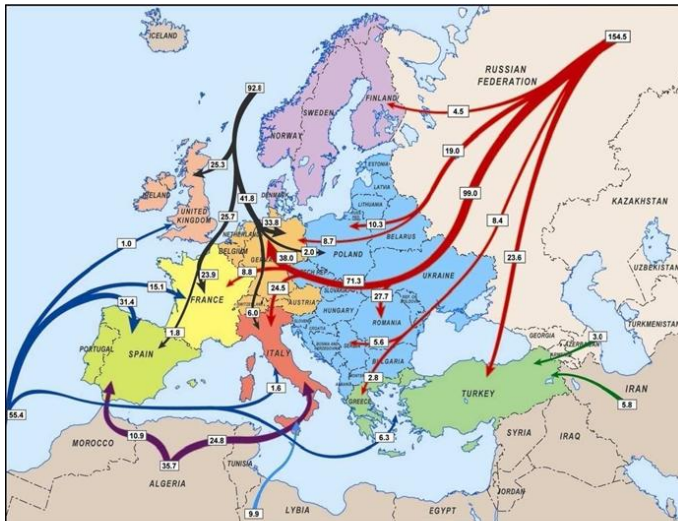 ICELAND
154.5
RUSSIAN
FEDERATION
92.8
FINLAND
SWEDEN
NORWAY
4.5
19.0
ESTONIA
LATVIA
LITHUANIA
25.3
41.8
99.0
KAZAKHSTAN
IRELAND
UNITED
KINGDOM
DENMARK
25.7
33.8
10.3
8.4
BELARUS
1.0
NETHERLANDS
8.7
BELGIUM
2.0
POLAND
23.6
38.0
UZBEKISTAN
23.9
8.8
71.3
UKRAINE
15.1
FRANCE
24.5
27.7
31.4
AUSTRIA
HUNGARY
ROMANIA
TURKMENISTAN
6.0
1.8
5.6
GEORGIA
3.0
PORTUGAL
SPAIN
ITALY
BULGARIA
2.8
1.6
GREECE
TURKEY
IRAN
5.8
55.4
6.3
10.9
24.8
MOROCCO
35.7
ALGERIA
TUNISIA
SYRIA
IRAQ
JORDAN
9.9
LYBIA
EGYPT